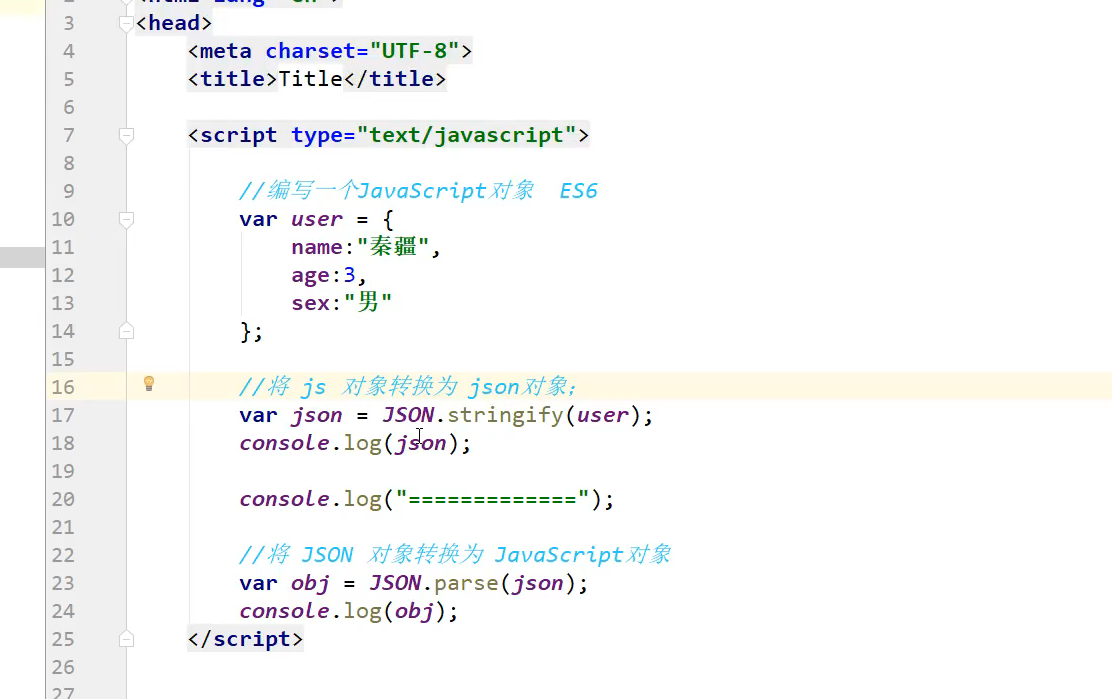 3 <head>
4 <meta charset="UTF-8">
5 <title>Title</title>
6
7 <script type="text/javascript">
8
9 //编写一个JavaScript对象  ES6
10 var user = {
11 name:"秦疆",
12 age:3,
13 sex:"男"
14 };
15
16 //将 js 对象转换为 json对象;
17 var json = JSON.stringify(user);
18 console.log(json);
19
20 console.log("=============");
21
22 //将 JSON 对象转换为 JavaScript对象
23 var obj = JSON.parse(json);
24 console.log(obj);
25 </script>
26
27